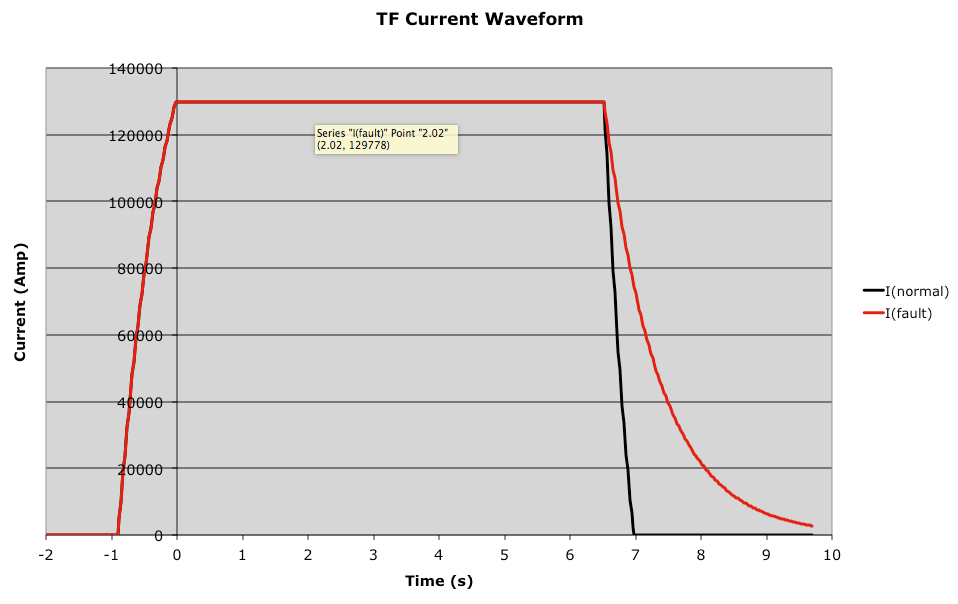 TF Current Waveform
140000
120000
100000
80000
60000
40000
20000
0
Current (Amp)
Series "I(fault)" Point "2.02"
(2.02, 129778)
I(normal)
I(fault)
-2 -1 0 1 2 3 4 5 6 7 8 9 10
Time (s)